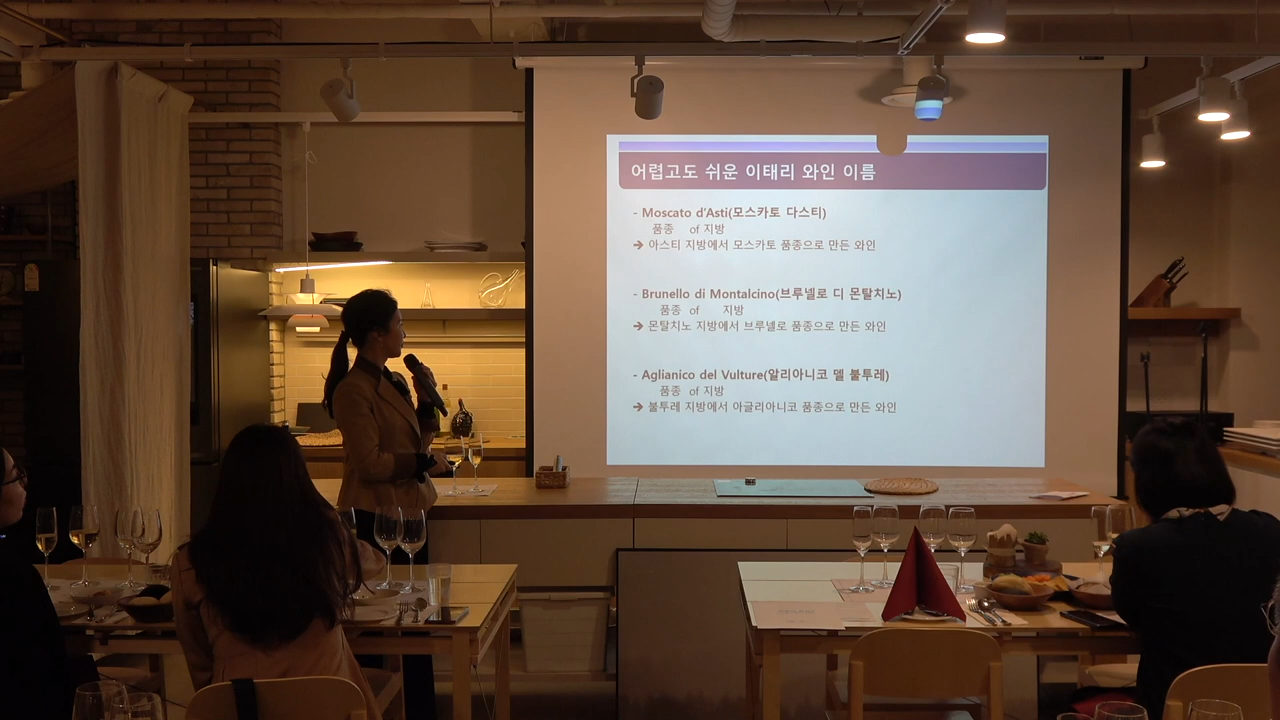 어렵고도 쉬운 이태리 와인 이름
- Moscato d'Asti(모스카토 다스티)
품종 of 지방
→ 아스티 지방에서 모스카토 품종으로 만든 와인
- Brunello di Montalcino(브루넬로 디 몬탈치노)
품종 of 지방
→ 몬탈치노 지방에서 브루넬로 품종으로 만든 와인
- Aglianico del Vulture(알리아니코 델 불투레)
품종 of 지방
→ 불투레 지방에서 아글리아니코 품종으로 만든 와인